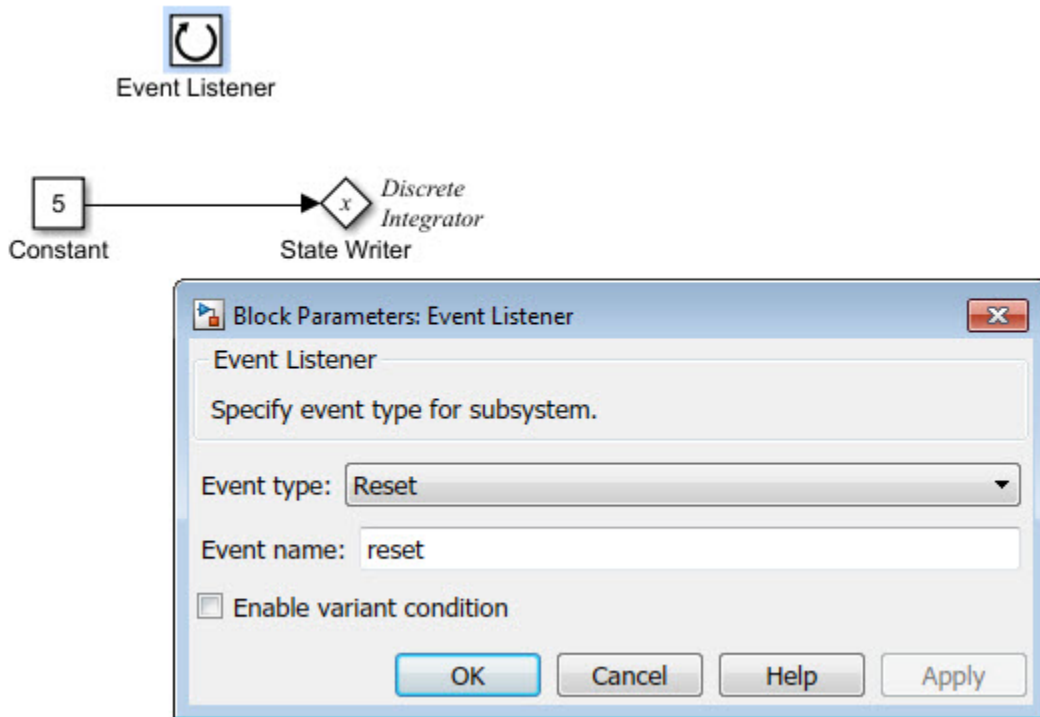 Event Listener
5
x
Discrete
Integrator
Constant
State Writer
Block Parameters: Event Listener
Event Listener
Specify event type for subsystem.
Event type: Reset
Event name: reset
Enable variant condition
OK Cancel Help Apply